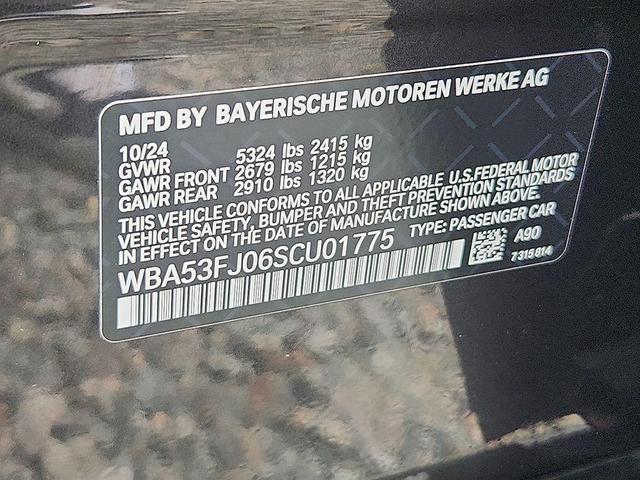 MFD BY BAYERISCHE MOTOREN WERKE AG
10/24
GVWR 5324 lbs 2415 kg
GAWR FRONT 2679 lbs 1215 kg
GAWR REAR 2910 lbs 1320 kg
THIS VEHICLE CONFORMS TO ALL APPLICABLE U.S.FEDERAL MOTOR
VEHICLE SAFETY, BUMPER AND THEFT PREVENTION STANDARDS
IN EFFECT ON THE DATE OF MANUFACTURE SHOWN ABOVE.
WBA53FJ06SCU01775 TYPE: PASSENGER CAR
A90
7315814